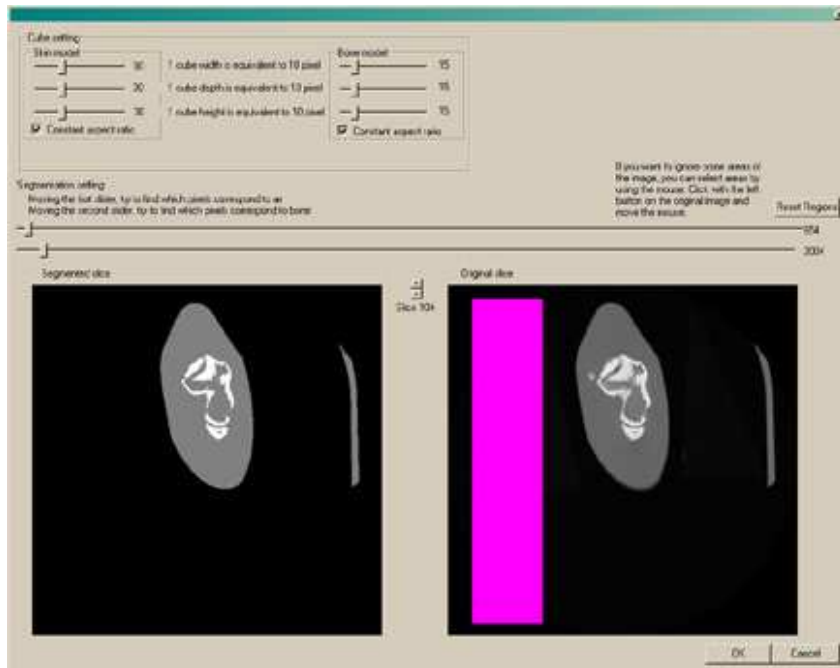 Cube setting
Skin model
1 cube width is equivalent to 10 pixel
1 cube depth is equivalent to 10 pixel
1 cube height is equivalent to 10 pixel
Constant aspect ratio
Bone model
15
15
15
Constant aspect ratio
If you want to ignore some areas of
the image, you can select areas by
using the mouse. Click with the left
button on the original image and
move the mouse.
Reset Regions
Segmentation setting
Moving the first slider, try to find which pixels correspond to air
Moving the second slider, try to find which pixels correspond to bone
Segmented slice
Slice
Original slice
OK
Cancel